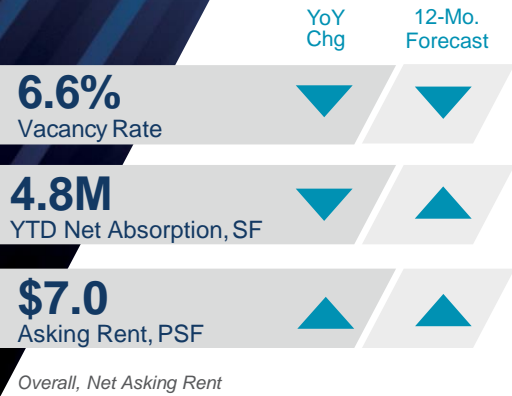 YoY
Chg
12-Mo.
Forecast
6.6%
Vacancy Rate
4.8M
YTD Net Absorption, SF
$7.0
Asking Rent, PSF
Overall, Net Asking Rent